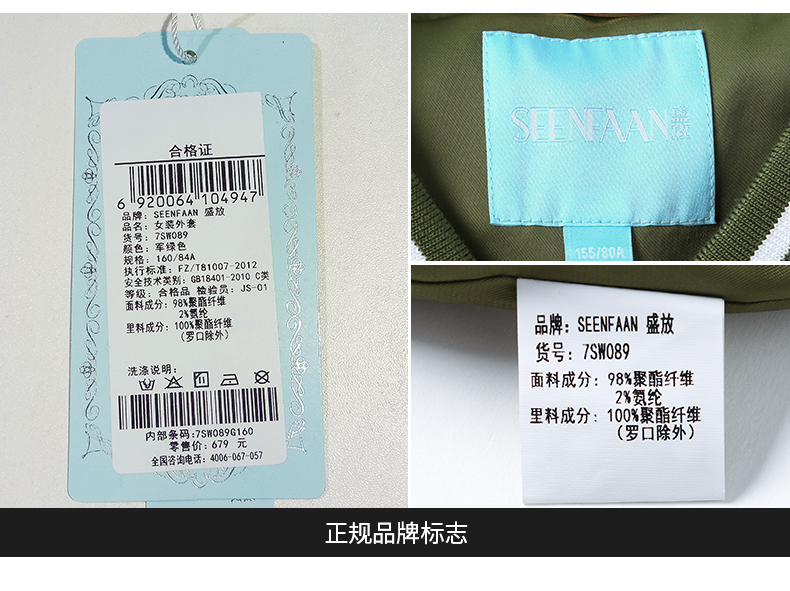 合格证
6 920064 104947
品牌: SEENFAAN 盛放
品名: 女装外套
货号: 7SW089
颜色: 军绿色
规格: 160/84A
执行标准: FZ/T81007-2012
安全技术类别: GB18401-2010 C类
等级: 合格品 检验员: JS-01
面料成分: 98%聚酯纤维
2%氨纶
里料成分: 100%聚酯纤维
(罗口除外)
洗涤说明:
内部条码:7SW089G160
零售价: 679 元
全国咨询电话: 4006-067-057
SEENFAAN 盛放
155/80A
品牌: SEENFAAN 盛放
货号: 7SW089
面料成分: 98%聚酯纤维
2%氨纶
里料成分: 100%聚酯纤维
(罗口除外)
正规品牌标志